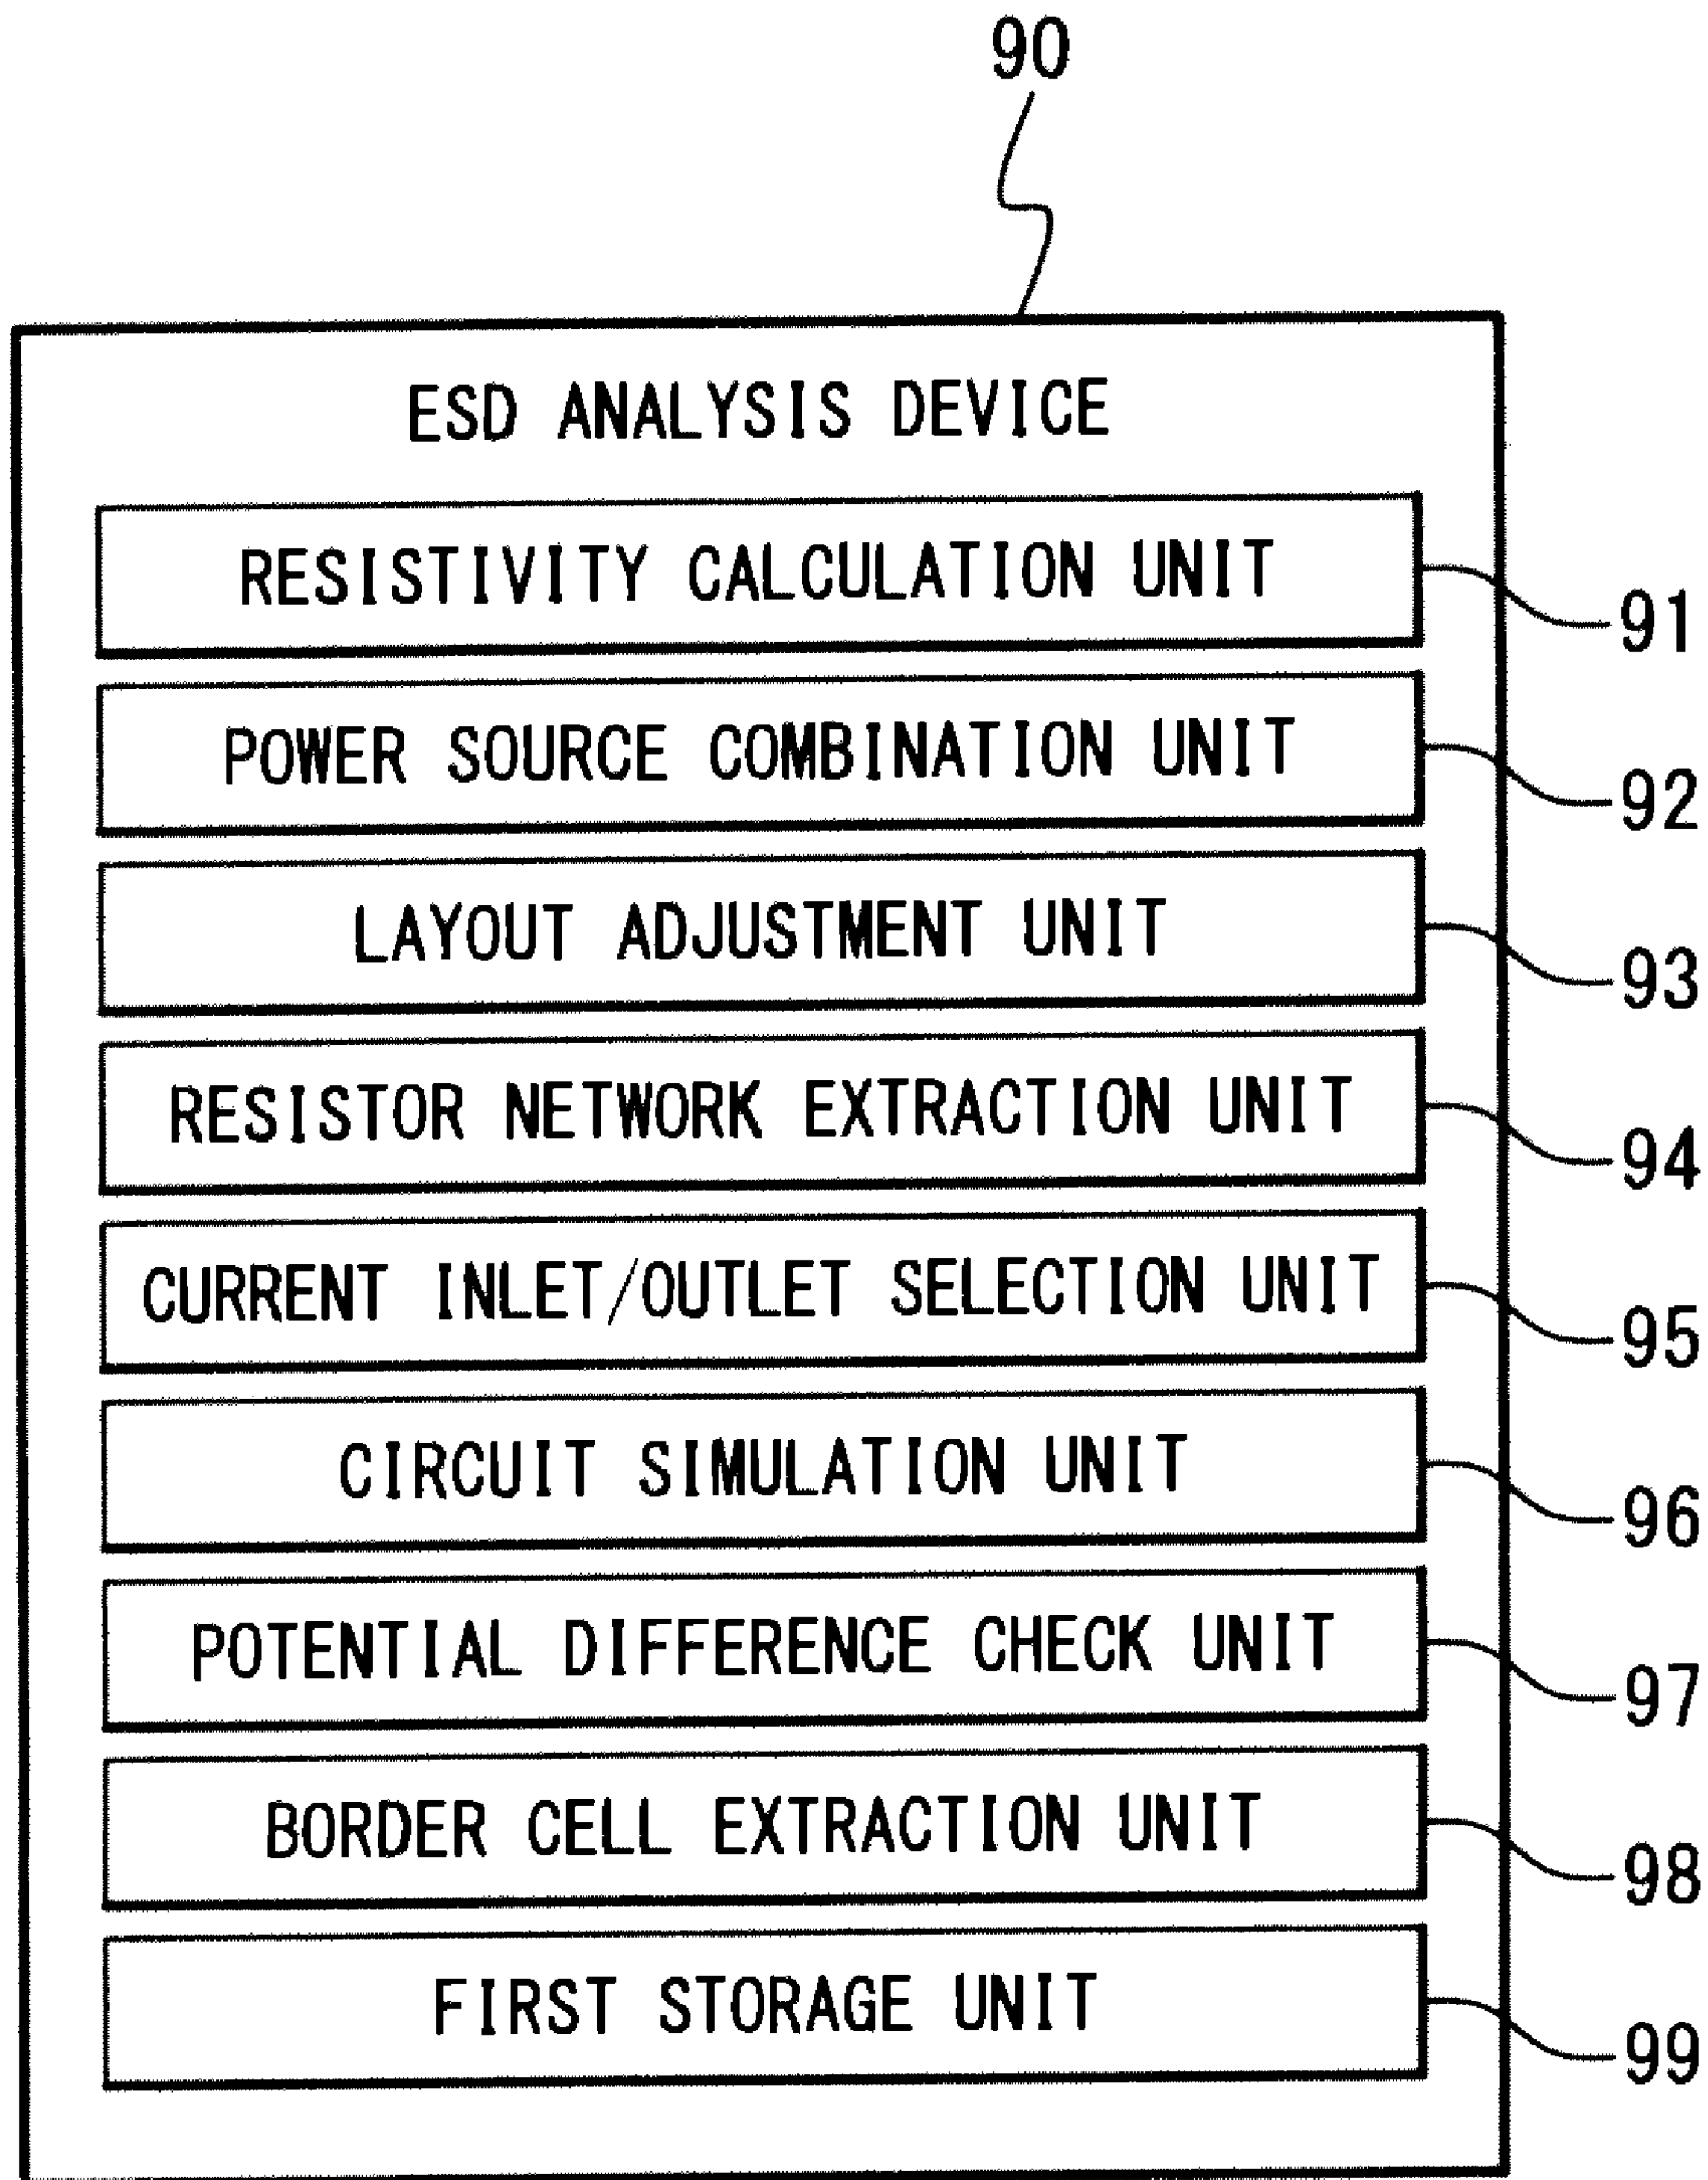 90
ESD ANALYSIS DEVICE
RESISTIVITY CALCULATION UNIT
91
POWER SOURCE COMBINATION UNIT
92
LAYOUT ADJUSTMENT UNIT
93
RESISTOR NETWORK EXTRACTION UNIT
94
CURRENT INLET/OUTLET SELECTION UNIT
95
CIRCUIT SIMULATION UNIT
96
POTENTIAL DIFFERENCE CHECK UNIT
97
BORDER CELL EXTRACTION UNIT
98
FIRST STORAGE UNIT
99